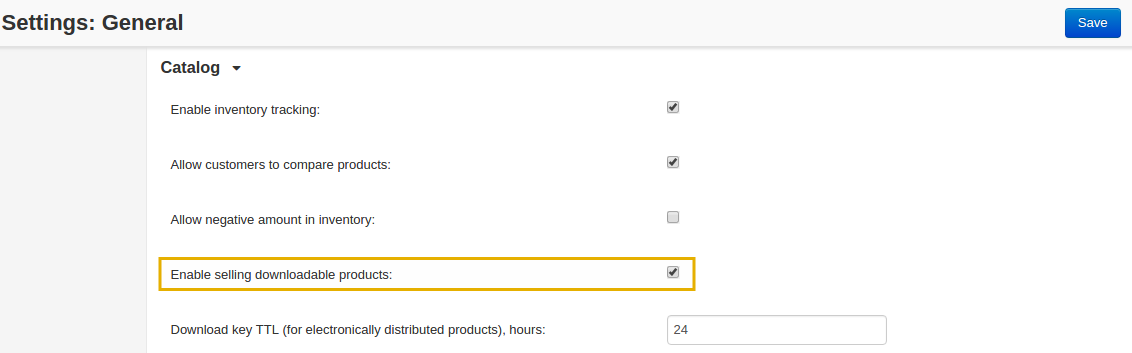 Settings: General
Save
Catalog
Enable inventory tracking:
Allow customers to compare products:
Allow negative amount in inventory:
Enable selling downloadable products:
Download key TTL (for electronically distributed products), hours:
24